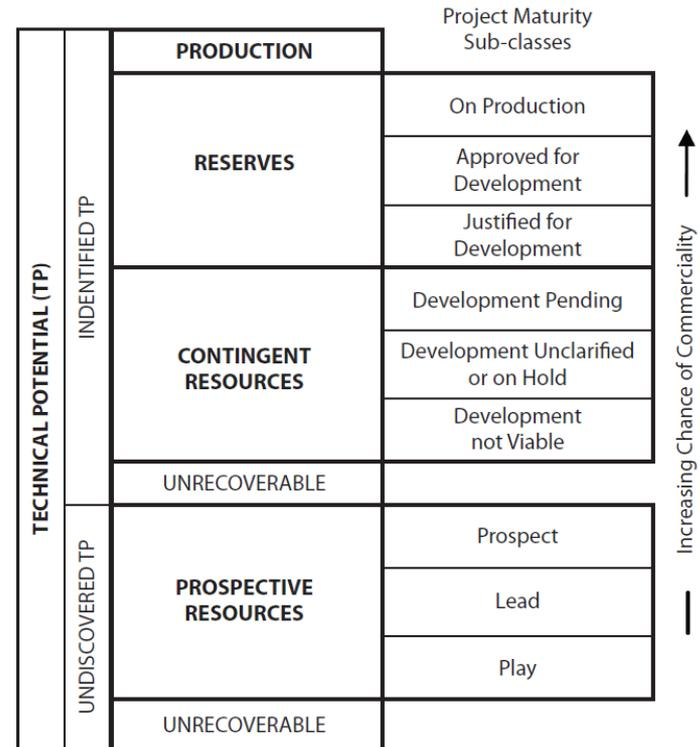 Project Maturity
Sub-classes
PRODUCTION
RESERVES
On Production
Approved for
Development
Justified for
Development
CONTINGENT
RESOURCES
Development Pending
Development Unclarified
or on Hold
Development
not Viable
UNRECOVERABLE
PROSPECTIVE
RESOURCES
Prospect
Lead
Play
UNRECOVERABLE
TECHNICAL POTENTIAL (TP)
INDENTIFIED TP
UNDISCOVERED TP
Increasing Chance of Commerciality